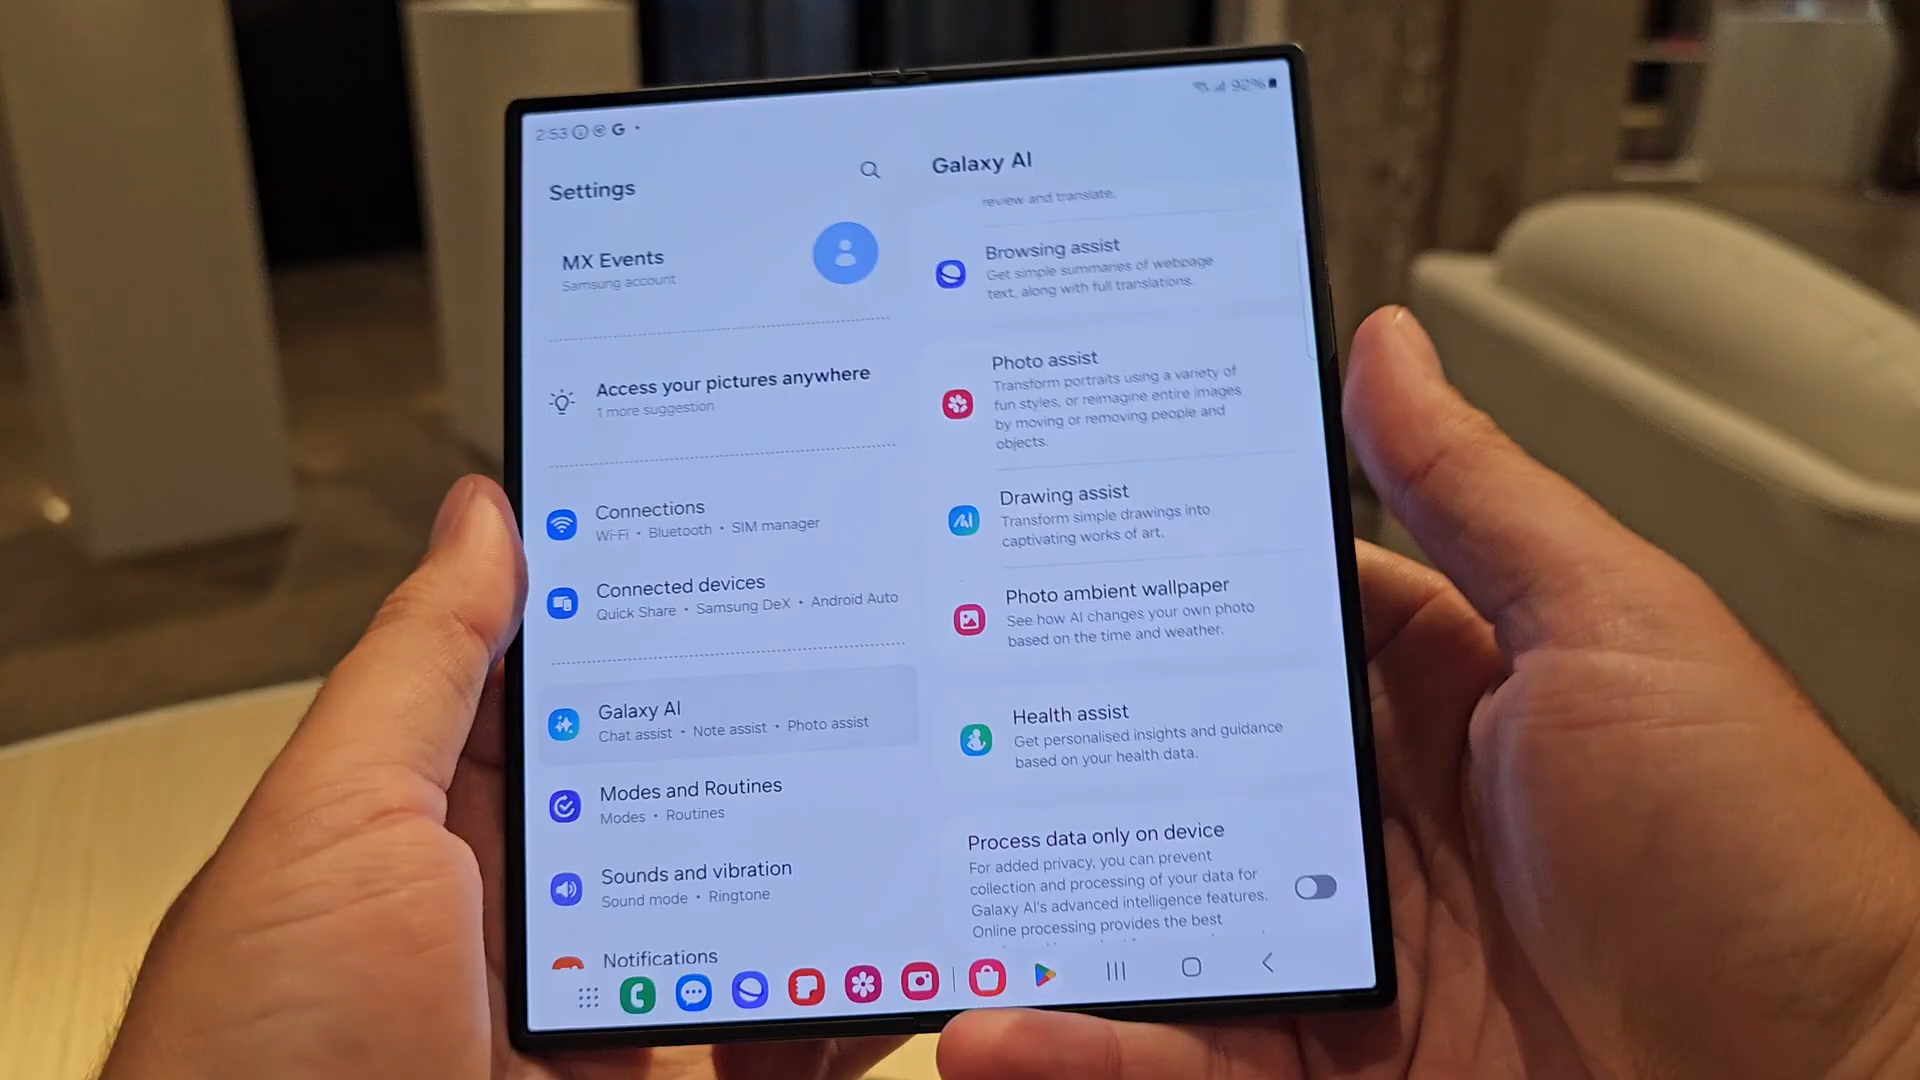 2:53
92%
Settings
MX Events
Samsung account
Access your pictures anywhere
1 more suggestion
Connections
Wi-Fi • Bluetooth • SIM manager
Connected devices
Quick Share • Samsung DeX • Android Auto
Galaxy AI
Chat assist • Note assist • Photo assist
Modes and Routines
Modes • Routines
Sounds and vibration
Sound mode • Ringtone
Notifications
Galaxy AI
review and translate.
Browsing assist
Get simple summaries of webpage
text, along with full translations.
Photo assist
Transform portraits using a variety of
fun styles, or reimagine entire images
by moving or removing people and
objects.
Drawing assist
Transform simple drawings into
captivating works of art.
Photo ambient wallpaper
See how AI changes your own photo
based on the time and weather.
Health assist
Get personalised insights and guidance
based on your health data.
Process data only on device
For added privacy, you can prevent
collection and processing of your data for
Galaxy AI's advanced intelligence features.
Online processing provides the best